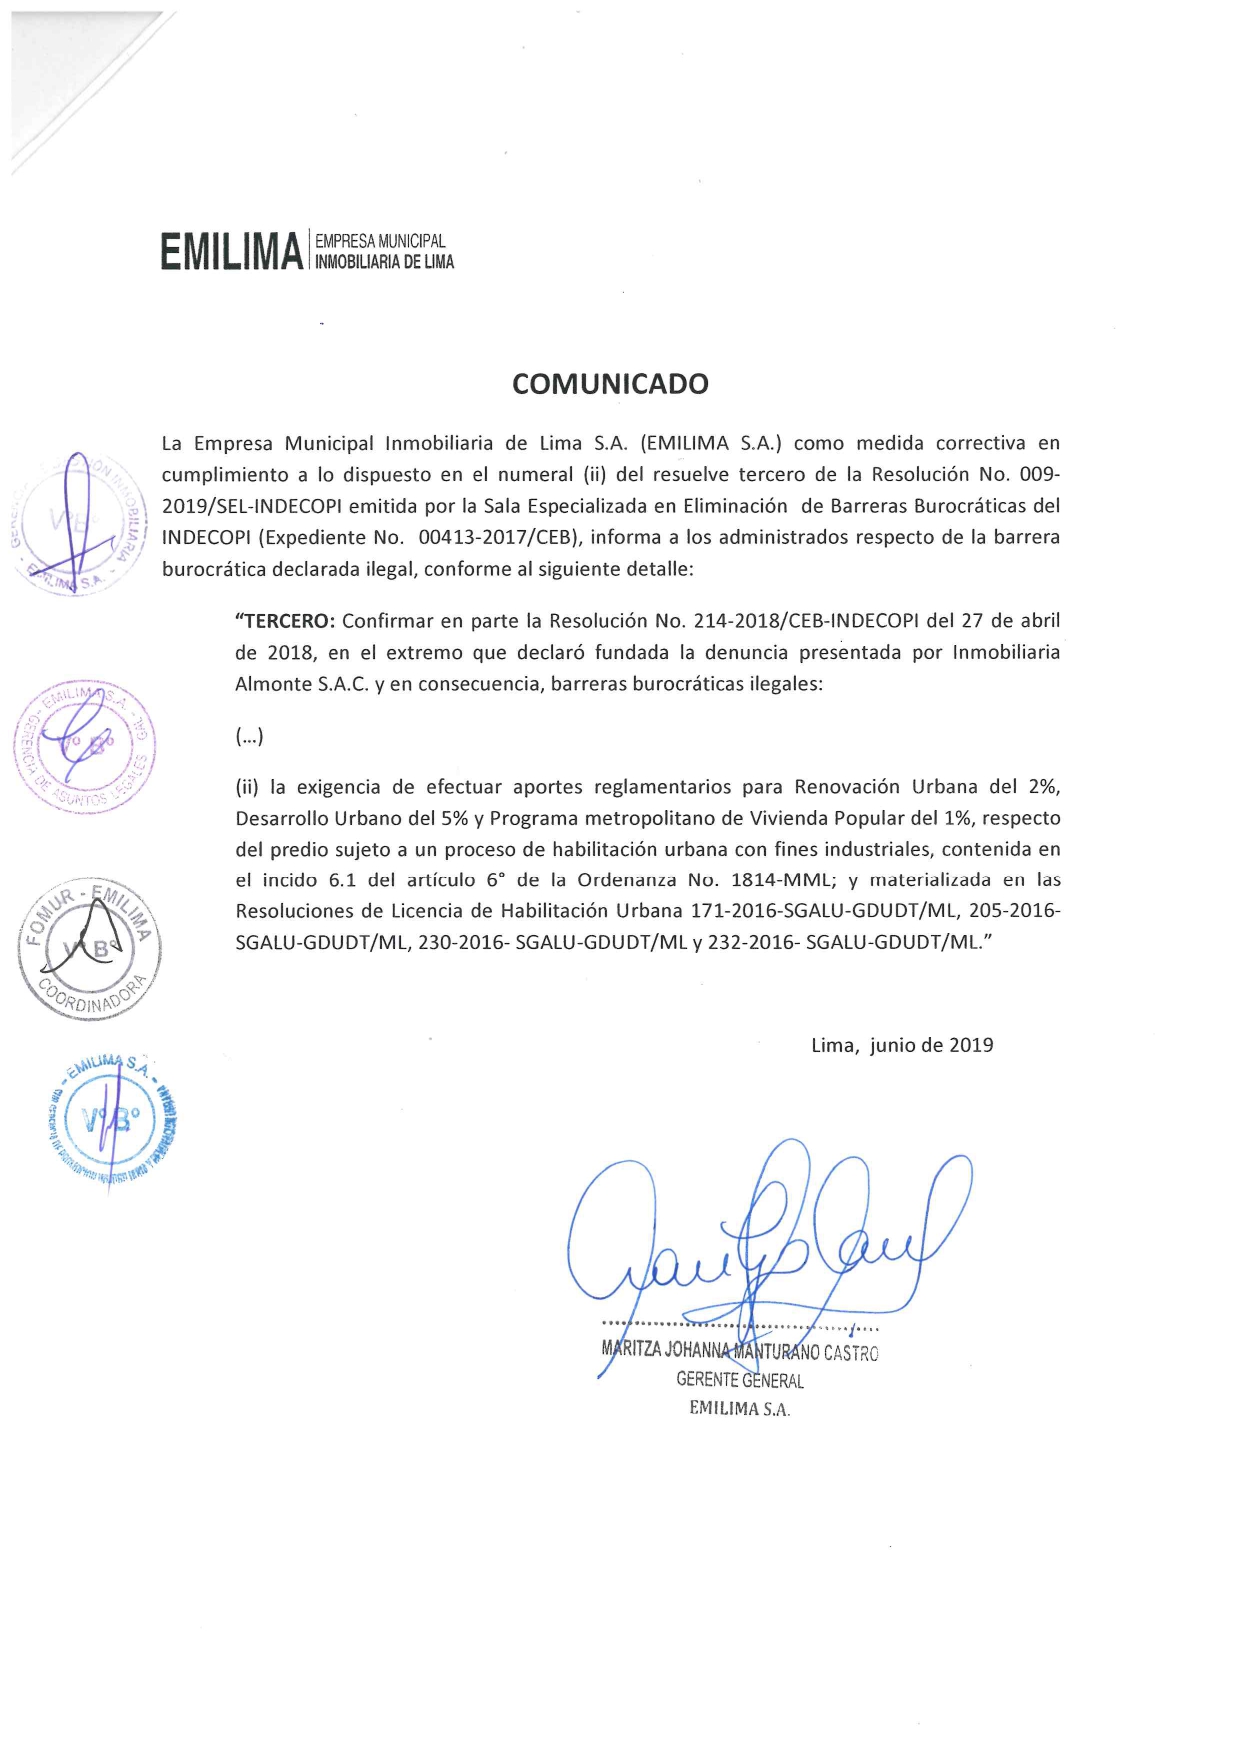 EMILIMA EMPRESA MUNICIPAL
INMOBILIARIA DE LIMA
COMUNICADO
La Empresa Municipal Inmobiliaria de Lima S.A. (EMILIMA S.A.) como medida correctiva en
cumplimiento a lo dispuesto en el numeral (ii) del resuelve tercero de la Resolución No. 009-
2019/SEL-INDECOPI emitida por la Sala Especializada en Eliminación de Barreras Burocráticas del
INDECOPI (Expediente No. 00413-2017/CEB), informa a los administrados respecto de la barrera
burocrática declarada ilegal, conforme al siguiente detalle:
“TERCERO: Confirmar en parte la Resolución No. 214-2018/CEB-INDECOPI del 27 de abril
de 2018, en el extremo que declaró fundada la denuncia presentada por Inmobiliaria
Almonte S.A.C. y en consecuencia, barreras burocráticas ilegales:
(...)
(ii) la exigencia de efectuar aportes reglamentarios para Renovación Urbana del 2%,
Desarrollo Urbano del 5% y Programa metropolitano de Vivienda Popular del 1%, respecto
del predio sujeto a un proceso de habilitación urbana con fines industriales, contenida en
el incido 6.1 del artículo 6° de la Ordenanza No. 1814-MML; y materializada en las
Resoluciones de Licencia de Habilitación Urbana 171-2016-SGALU-GDUDT/ML, 205-2016-
SGALU-GDUDT/ML, 230-2016- SGALU-GDUDT/ML y 232-2016- SGALU-GDUDT/ML.”
Lima, junio de 2019
MARITZA JOHANNA MANTURANO CASTRO
GERENTE GENERAL
EMILIMA S.A.
INMOBILIARIA
EMILIMA S.A.
V°B°
EMILIMA S.A.
GERENCIA DE ASUNTOS LEGALES
V° B°
FOMUR - EMILIMA
V°B°
COORDINADORA
EMILIMA S.A.
V°B°